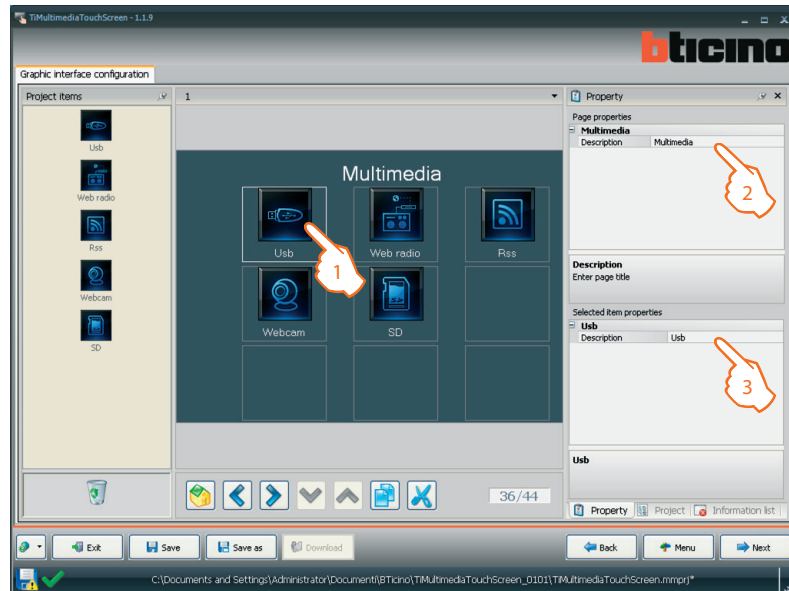 TiMultimediaTouchScreen - 1.1.9
bticino
Graphic interface configuration
Project items
Usb
Web radio
Rss
Webcam
SD
1
Multimedia
Usb
Web radio
Rss
Webcam
SD
1
36/44
Property
Page properties
Multimedia
Description Multimedia
2
Description
Enter page title
Selected item properties
Usb
Description Usb
3
Usb
Property Project Information list
Exit Save Save as Download Back Menu Next
C:\Documents and Settings\Administrator\Documenti\BTicino\TiMultimediaTouchScreen_0101\TiMultimediaTouchScreen.mmprj*